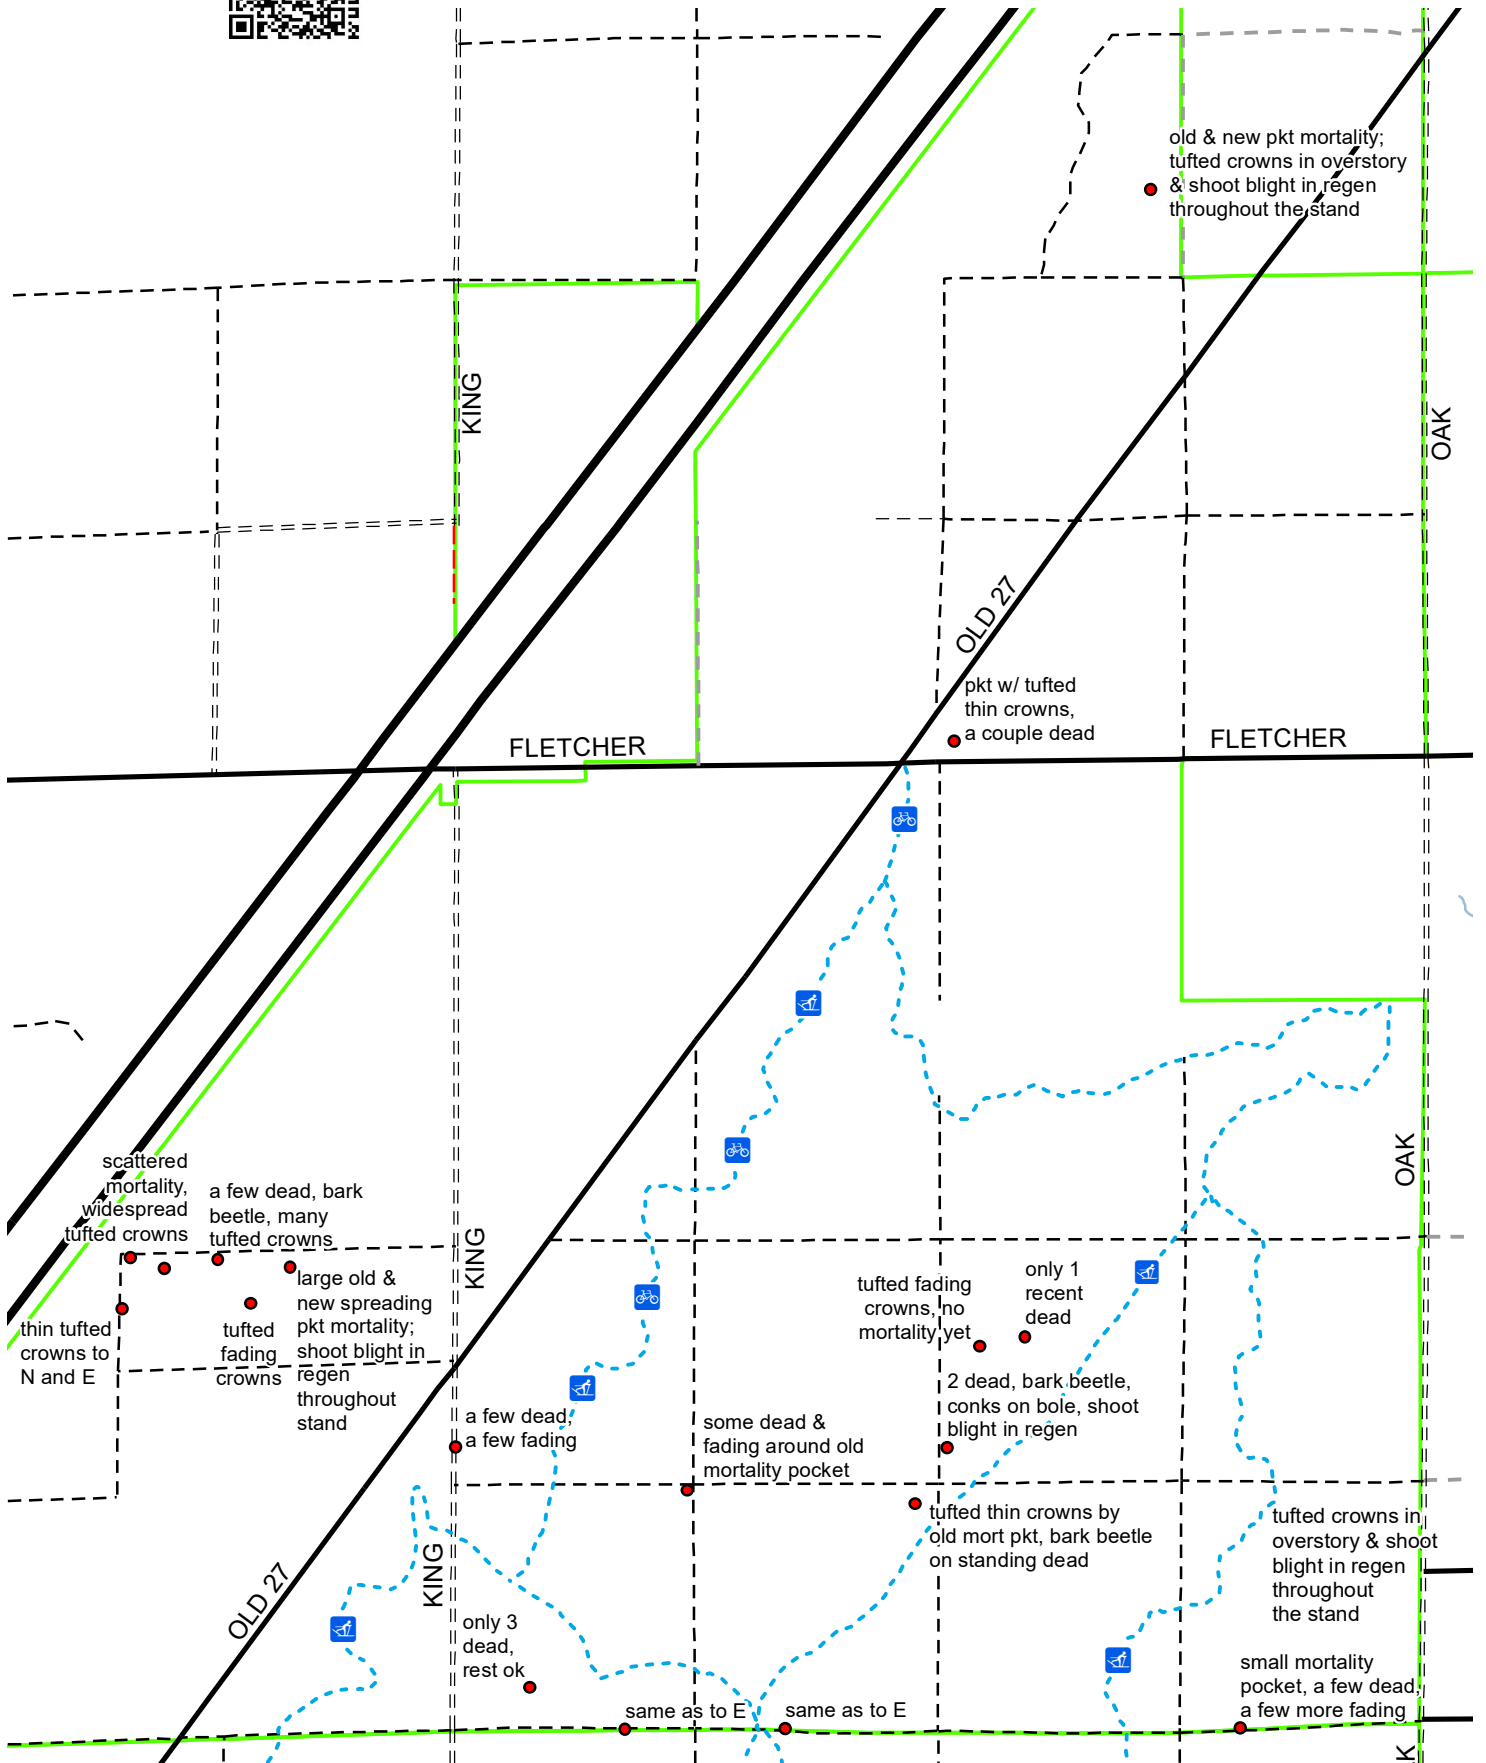 old & new pkt mortality;
tufted crowns in overstory
& shoot blight in regen
throughout the stand
KING
OAK
OLD 27
pkt w/ tufted
thin crowns,
a couple dead
FLETCHER
FLETCHER
OAK
scattered
mortality,
widespread
tufted crowns
a few dead, bark
beetle, many
tufted crowns
KING
large old &
new spreading
pkt mortality;
shoot blight in
regen
throughout
stand
thin tufted
crowns to
N and E
tufted
fading
crowns
tufted fading
crowns, no
mortality yet
only 1
recent
dead
2 dead, bark beetle,
conks on bole, shoot
blight in regen
a few dead,
a few fading
some dead &
fading around old
mortality pocket
tufted thin crowns by
old mort pkt, bark beetle
on standing dead
tufted crowns in
overstory & shoot
blight in regen
throughout
the stand
KING
OLD 27
only 3
dead,
rest ok
small mortality
pocket, a few dead,
a few more fading
same as to E
same as to E